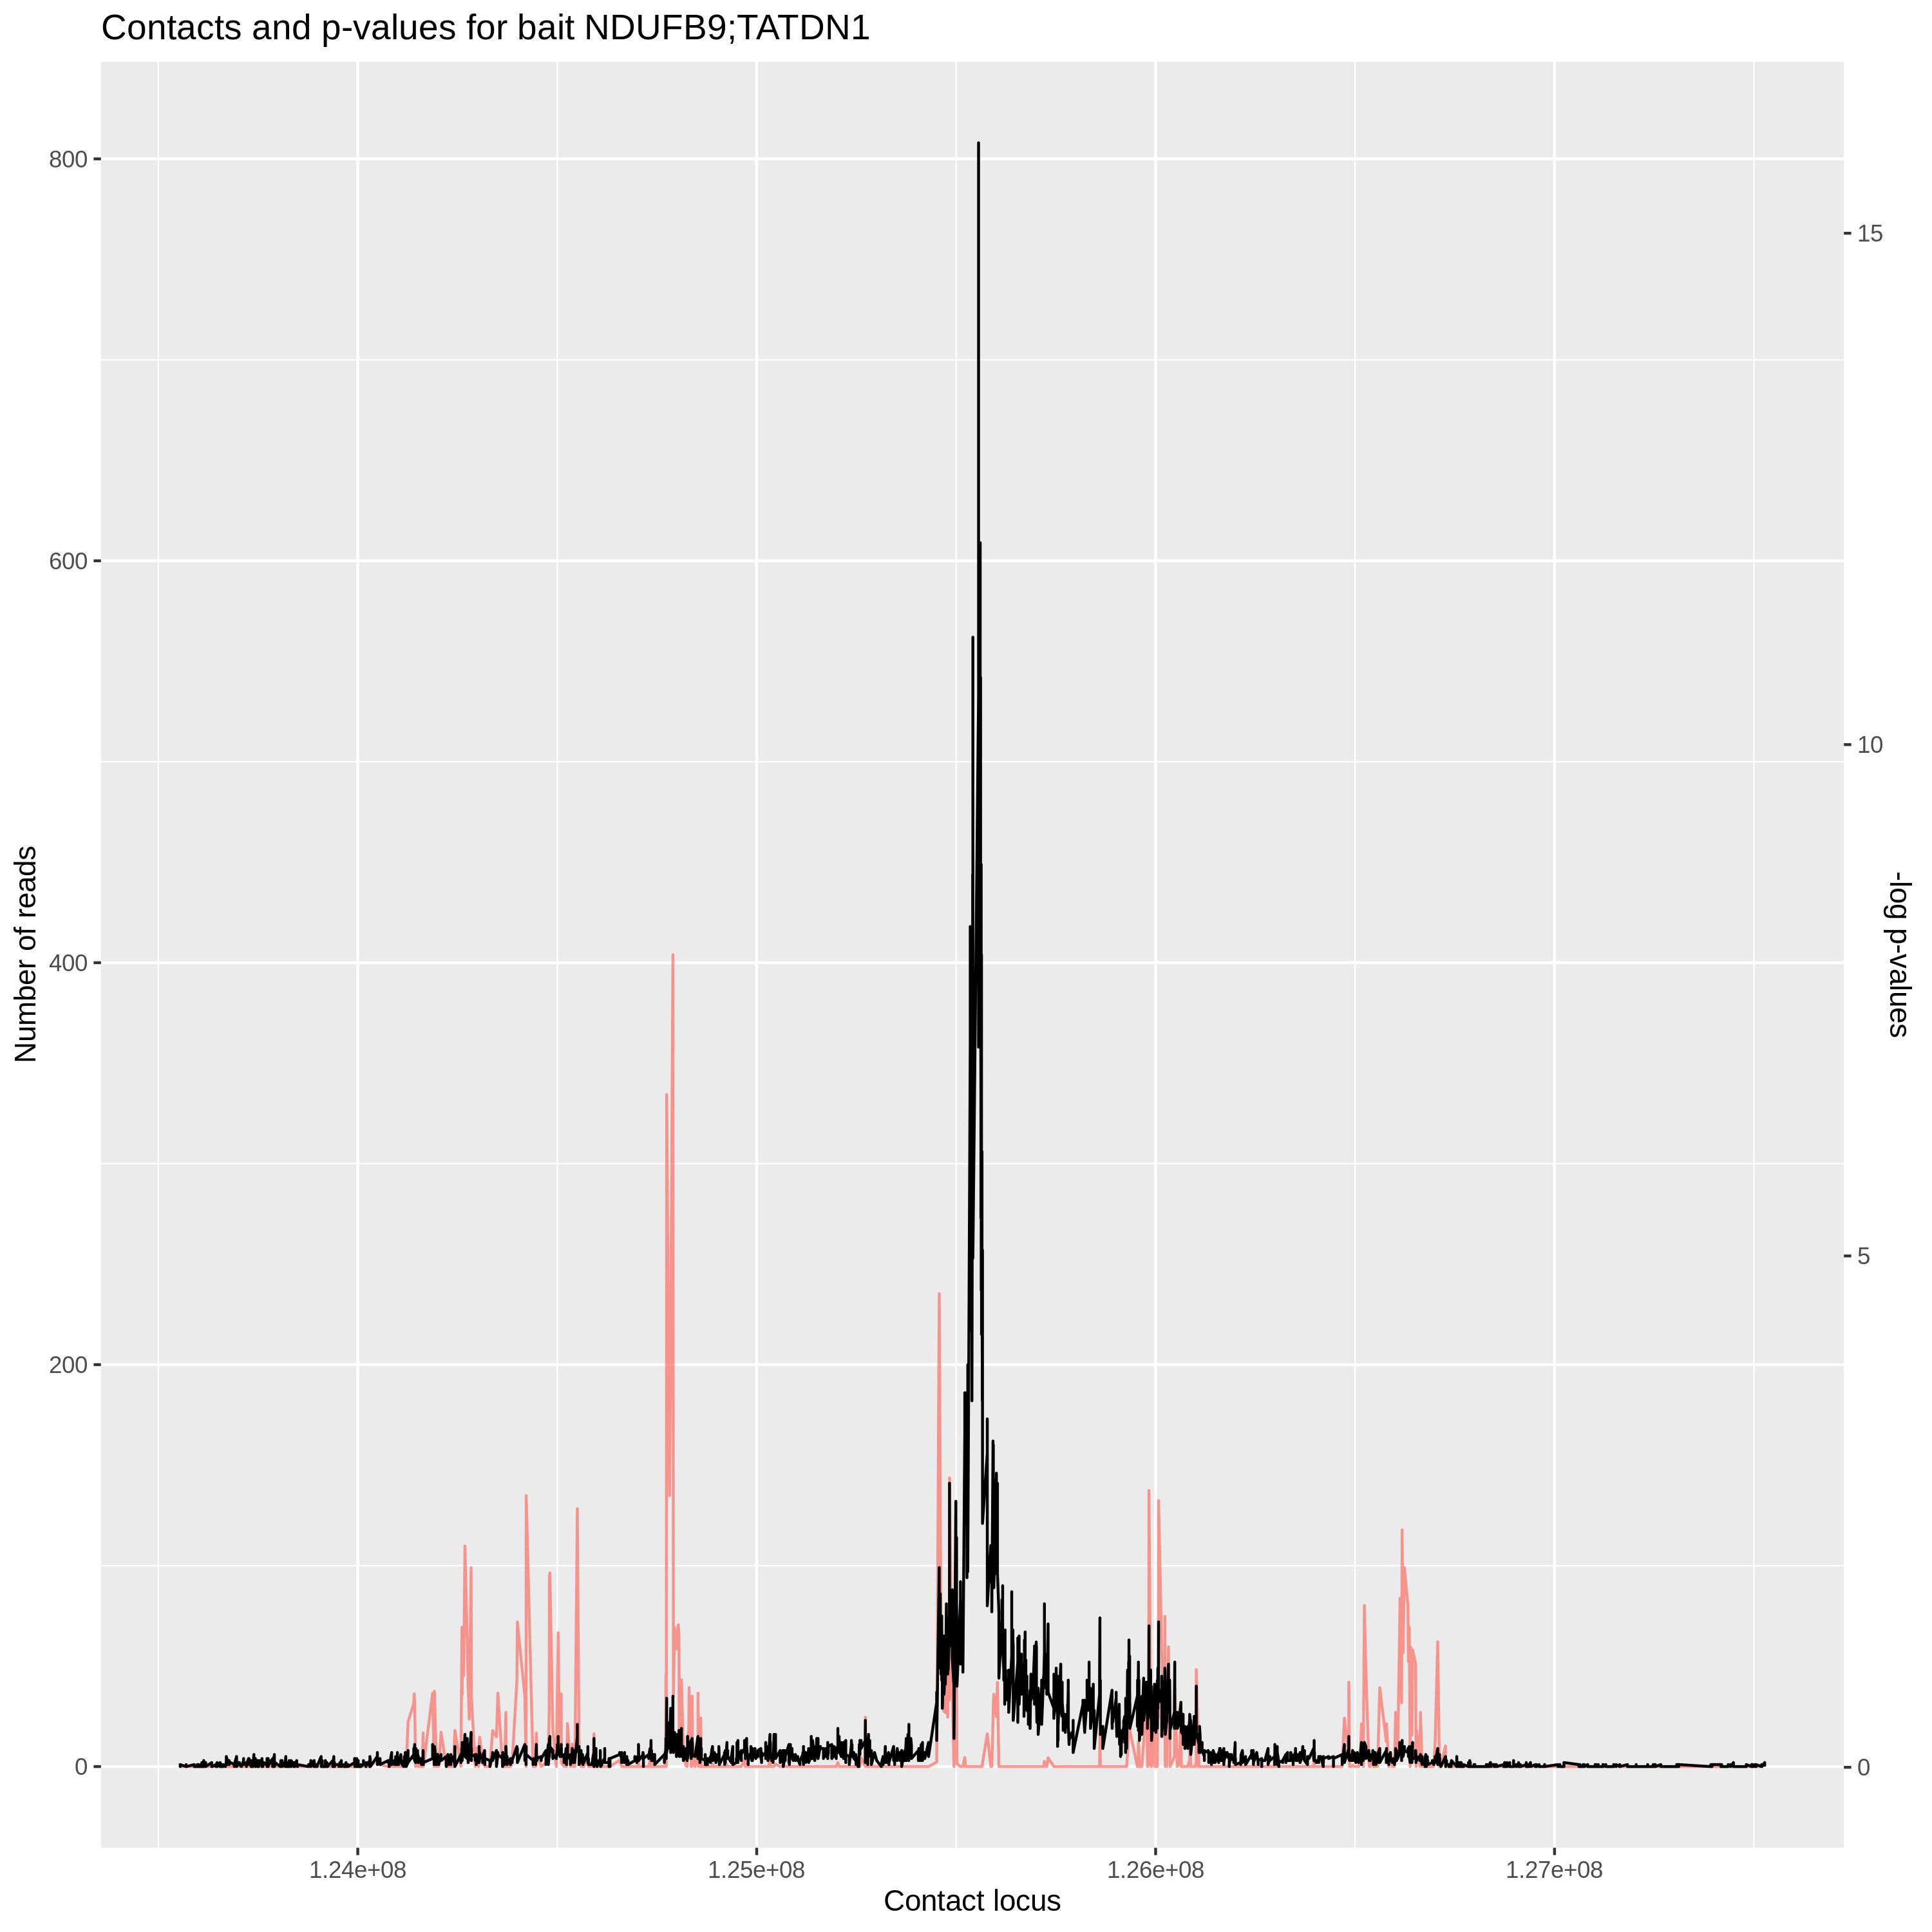 Contacts and p-values for bait NDUFB9;TATDN1
800
600
400
200
0
Number of reads
15
10
5
0
-log p-values
1.24e+08
1.25e+08
1.26e+08
1.27e+08
Contact locus